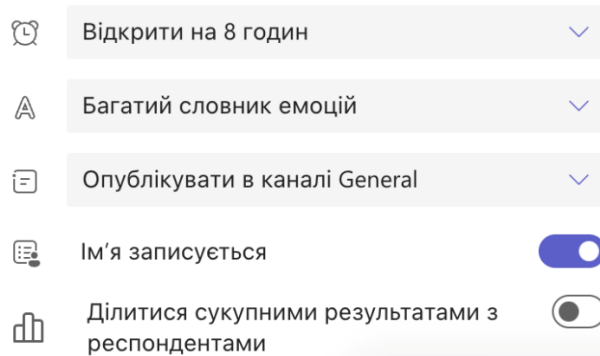 Відкрити на 8 годин
Багатий словник емоцій
Опублікувати в каналі General
Ім’я записується
Ділитися сукупними результатами з
респондентами